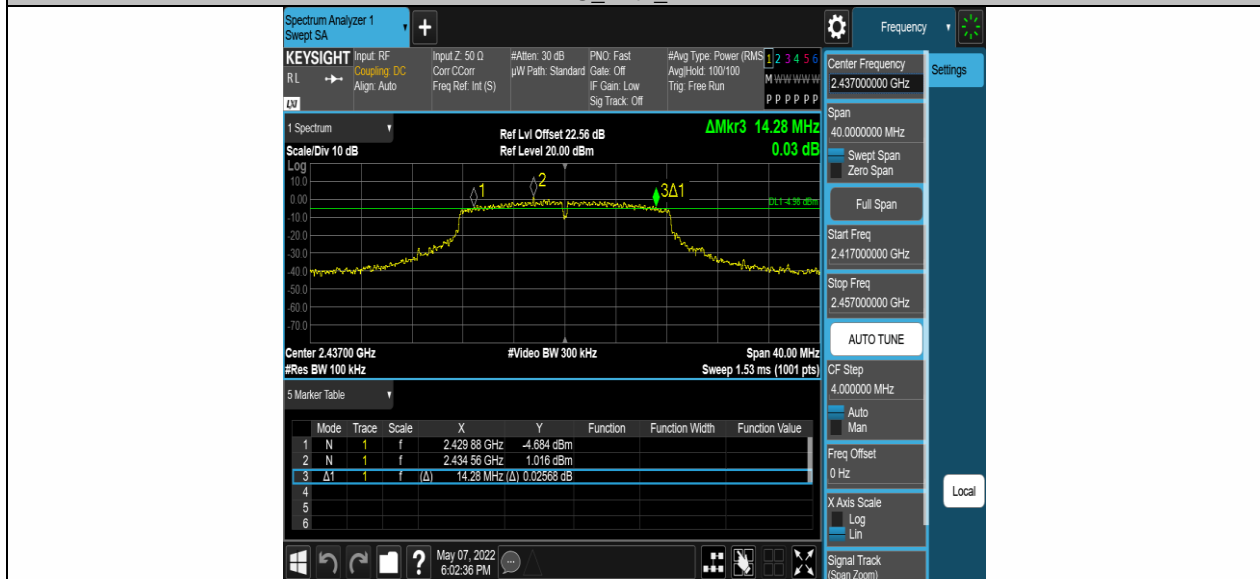 Spectrum Analyzer 1
Swept SA
+
Frequency
KEYSIGHT
RL
LXI
Input: RF
Coupling: DC
Align: Auto
Input Z: 50 Ω
Corr CCorr
Freq Ref: Int (S)
#Atten: 30 dB
µW Path: Standard
PNO: Fast
Gate: Off
IF Gain: Low
Sig Track: Off
#Avg Type: Power (RMS
Avg|Hold: 100/100
Trig: Free Run
1 2 3 4 5 6
M W W W W W
P P P P P P
1 Spectrum
Ref Lvl Offset 22.56 dB
ΔMkr3 14.28 MHz
Scale/Div 10 dB
Ref Level 20.00 dBm
0.03 dB
Log
10.0
0.00
-10.0
-20.0
-30.0
-40.0
-50.0
-60.0
-70.0
1
2
3Δ1
DL1 -4.98 dBm
Center 2.43700 GHz
#Video BW 300 kHz
Span 40.00 MHz
#Res BW 100 kHz
Sweep 1.53 ms (1001 pts)
5 Marker Table
Mode Trace Scale X Y Function Function Width Function Value
1 N 1 f 2.429 88 GHz -4.684 dBm
2 N 1 f 2.434 56 GHz 1.016 dBm
3 Δ1 1 f (Δ) 14.28 MHz (Δ) 0.02568 dB
4
5
6
?
May 07, 2022
6:02:36 PM
Center Frequency
2.437000000 GHz
Settings
Span
40.0000000 MHz
Swept Span
Zero Span
Full Span
Start Freq
2.417000000 GHz
Stop Freq
2.457000000 GHz
AUTO TUNE
CF Step
4.000000 MHz
Auto
Man
Freq Offset
0 Hz
Local
X Axis Scale
Log
Lin
Signal Track
(Span Zoom)